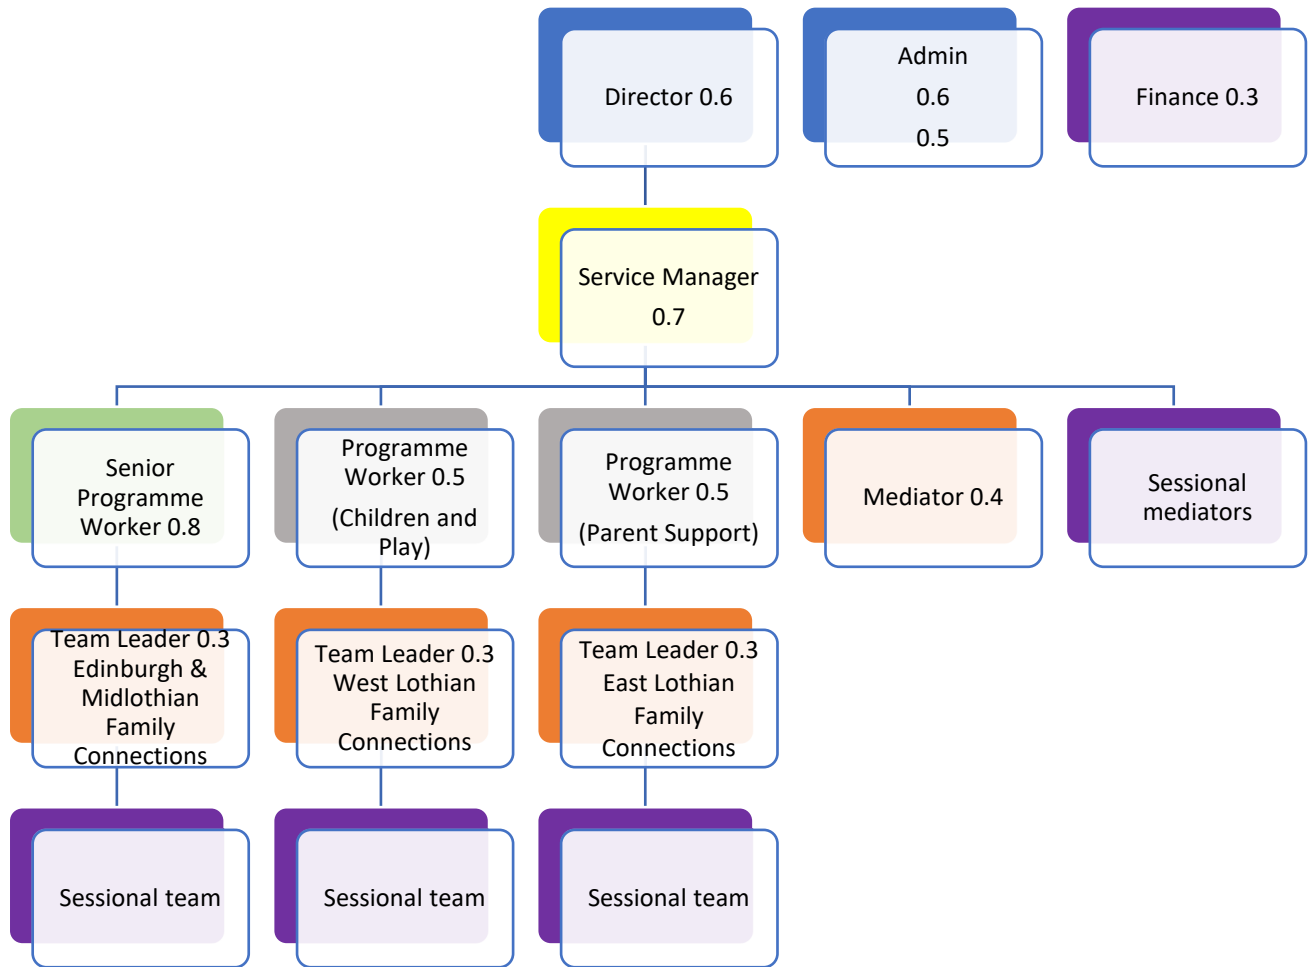 Director 0.6
Admin
0.6
0.5
Finance 0.3
Service Manager
0.7
Senior
Programme
Worker 0.8
Programme
Worker 0.5
(Children and
Play)
Programme
Worker 0.5
(Parent Support)
Mediator 0.4
Sessional
mediators
Team Leader 0.3
Edinburgh &
Midlothian
Family
Connections
Team Leader 0.3
West Lothian
Family
Connections
Team Leader 0.3
East Lothian
Family
Connections
Sessional team
Sessional team
Sessional team